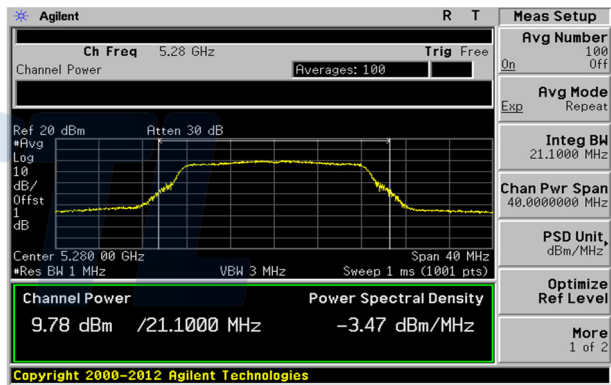 Agilent R T
Meas Setup
Ch Freq 5.28 GHz Trig Free
Channel Power Averages: 100
Ref 20 dBm Atten 30 dB
#Avg
Log
10
dB/
Offst
1
dB
Center 5.280 00 GHz Span 40 MHz
#Res BW 1 MHz VBW 3 MHz Sweep 1 ms (1001 pts)
Channel Power Power Spectral Density
9.78 dBm /21.1000 MHz -3.47 dBm/MHz
Copyright 2000-2012 Agilent Technologies
Avg Number
100
On Off
Avg Mode
Exp Repeat
Integ BW
21.1000 MHz
Chan Pwr Span
40.0000000 MHz
PSD Unit
dBm/MHz
Optimize
Ref Level
More
1 of 2